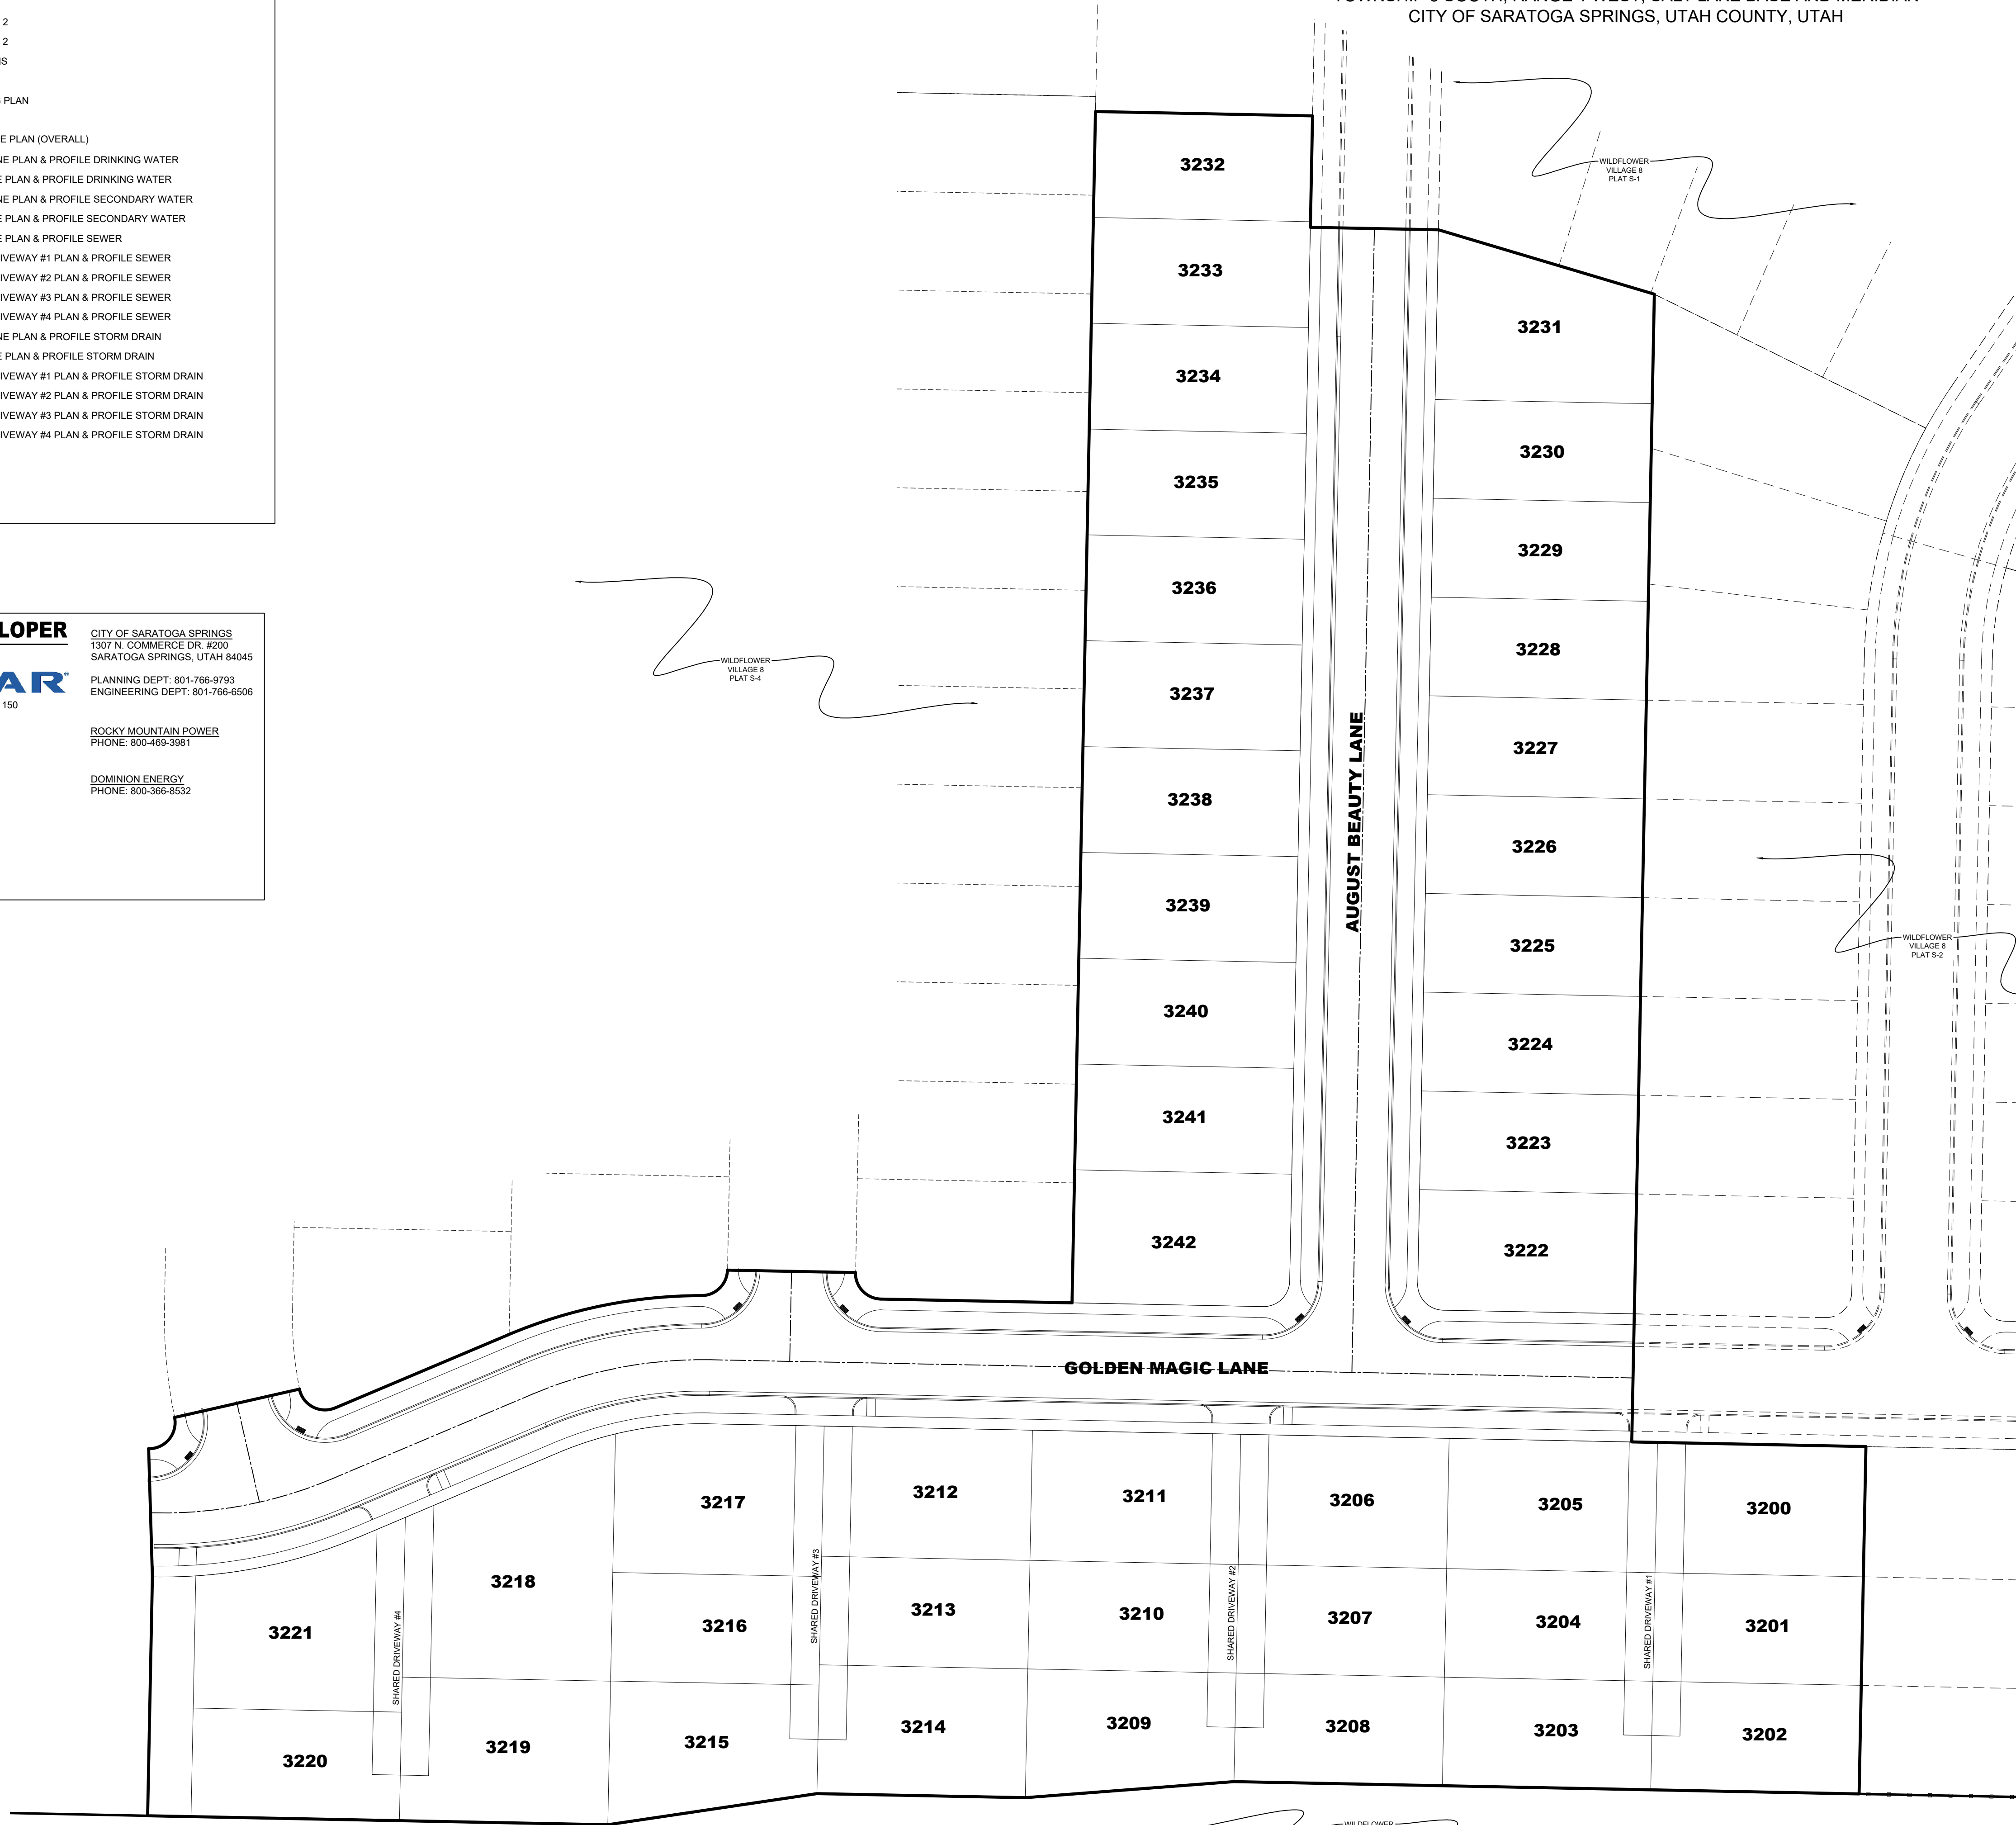 CITY OF SARATOGA SPRINGS, UTAH COUNTY, UTAH
2
2
PLAN
PLAN (OVERALL)
PLAN & PROFILE DRINKING WATER
PLAN & PROFILE DRINKING WATER
PLAN & PROFILE SECONDARY WATER
PLAN & PROFILE SECONDARY WATER
PLAN & PROFILE SEWER
IVEWAY #1 PLAN & PROFILE SEWER
IVEWAY #2 PLAN & PROFILE SEWER
IVEWAY #3 PLAN & PROFILE SEWER
IVEWAY #4 PLAN & PROFILE SEWER
NE PLAN & PROFILE STORM DRAIN
E PLAN & PROFILE STORM DRAIN
IVEWAY #1 PLAN & PROFILE STORM DRAIN
IVEWAY #2 PLAN & PROFILE STORM DRAIN
IVEWAY #3 PLAN & PROFILE STORM DRAIN
IVEWAY #4 PLAN & PROFILE STORM DRAIN
LOPER
AR®
150
CITY OF SARATOGA SPRINGS
1307 N. COMMERCE DR. #200
SARATOGA SPRINGS, UTAH 84045
PLANNING DEPT: 801-766-9793
ENGINEERING DEPT: 801-766-6506
ROCKY MOUNTAIN POWER
PHONE: 800-469-3981
DOMINION ENERGY
PHONE: 800-366-8532
WILDFLOWER
VILLAGE 8
PLAT S-1
WILDFLOWER
VILLAGE 8
PLAT S-4
WILDFLOWER
VILLAGE 8
PLAT S-2
3232
3233
3234
3235
3236
3237
3238
3239
3240
3241
3242
AUGUST BEAUTY LANE
3231
3230
3229
3228
3227
3226
3225
3224
3223
3222
GOLDEN MAGIC LANE
3221
3220
SHARED DRIVEWAY #4
3218
3219
3217
3216
3215
SHARED DRIVEWAY #3
3212
3213
3214
3211
3210
3209
SHARED DRIVEWAY #2
3206
3207
3208
3205
3204
3203
SHARED DRIVEWAY #1
3200
3201
3202
WILDFLOWER